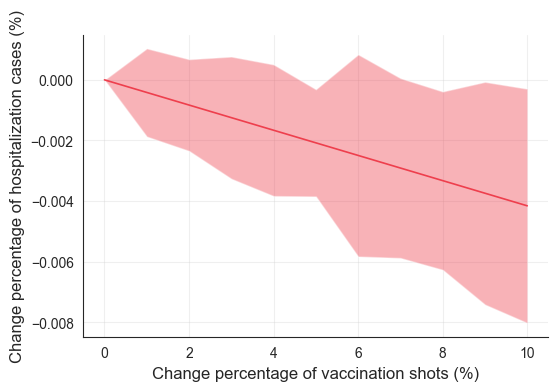 Change percentage of hospitalization cases (%)
0.000
−0.002
−0.004
−0.006
−0.008
0 2 4 6 8 10
Change percentage of vaccination shots (%)